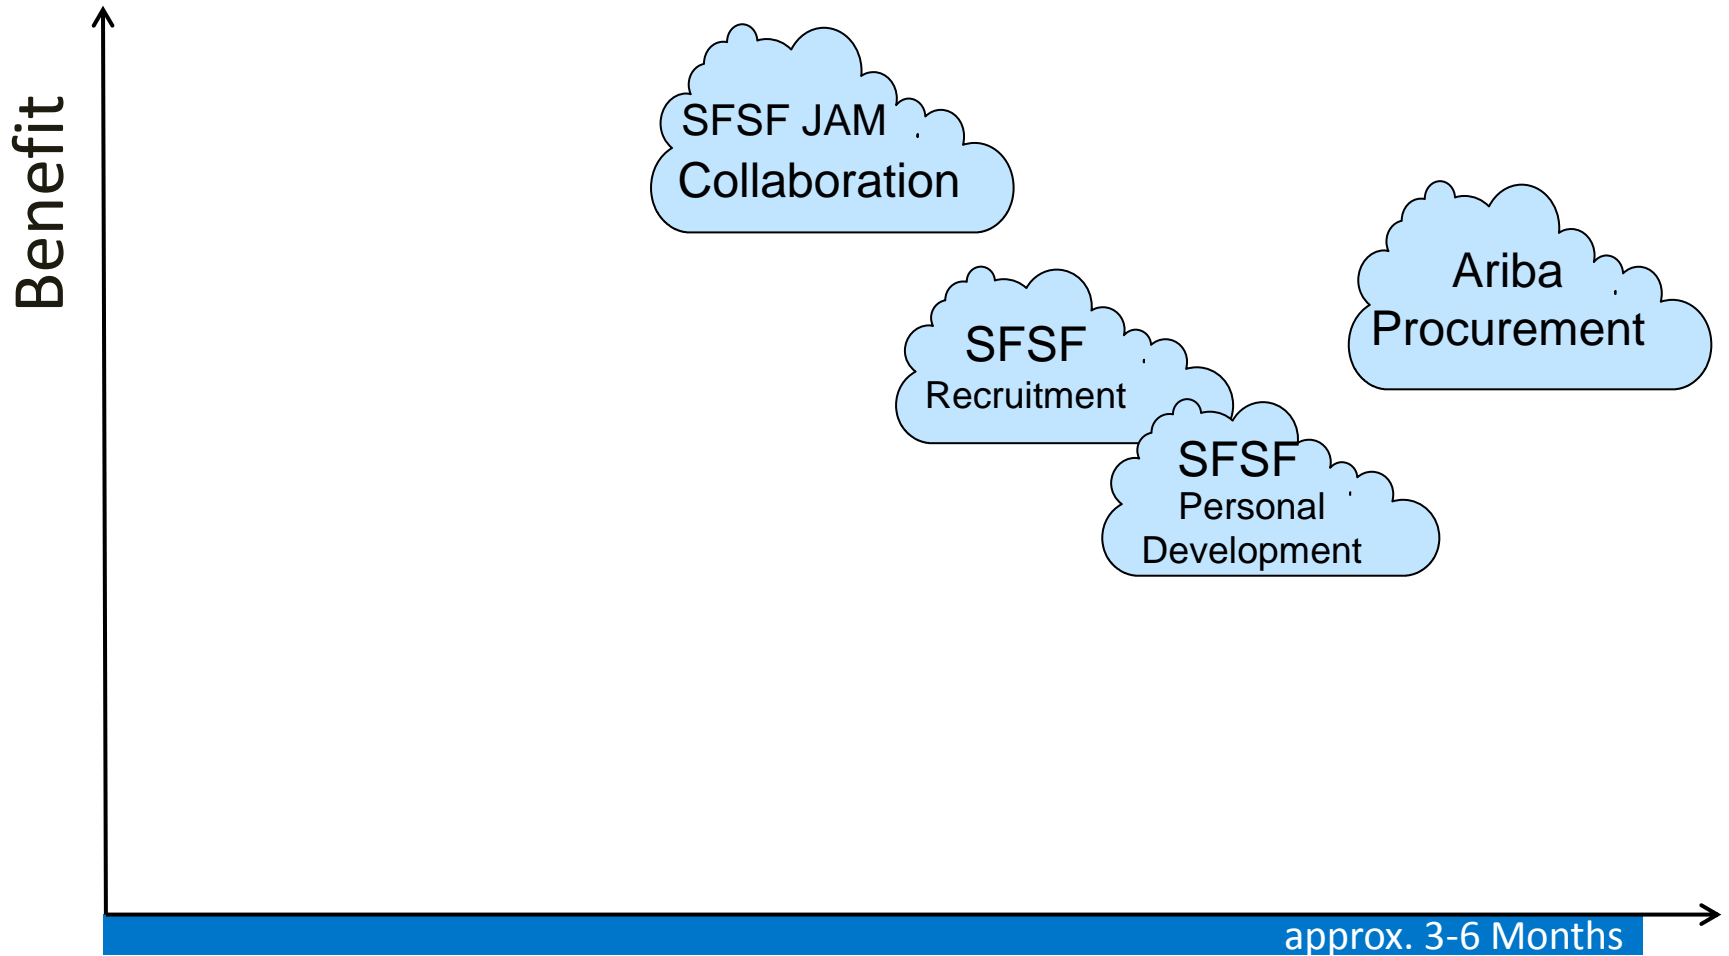 Benefit
SFSF JAM
Collaboration
Ariba
Procurement
SFSF
Recruitment
SFSF
Personal
Development
approx. 3-6 Months